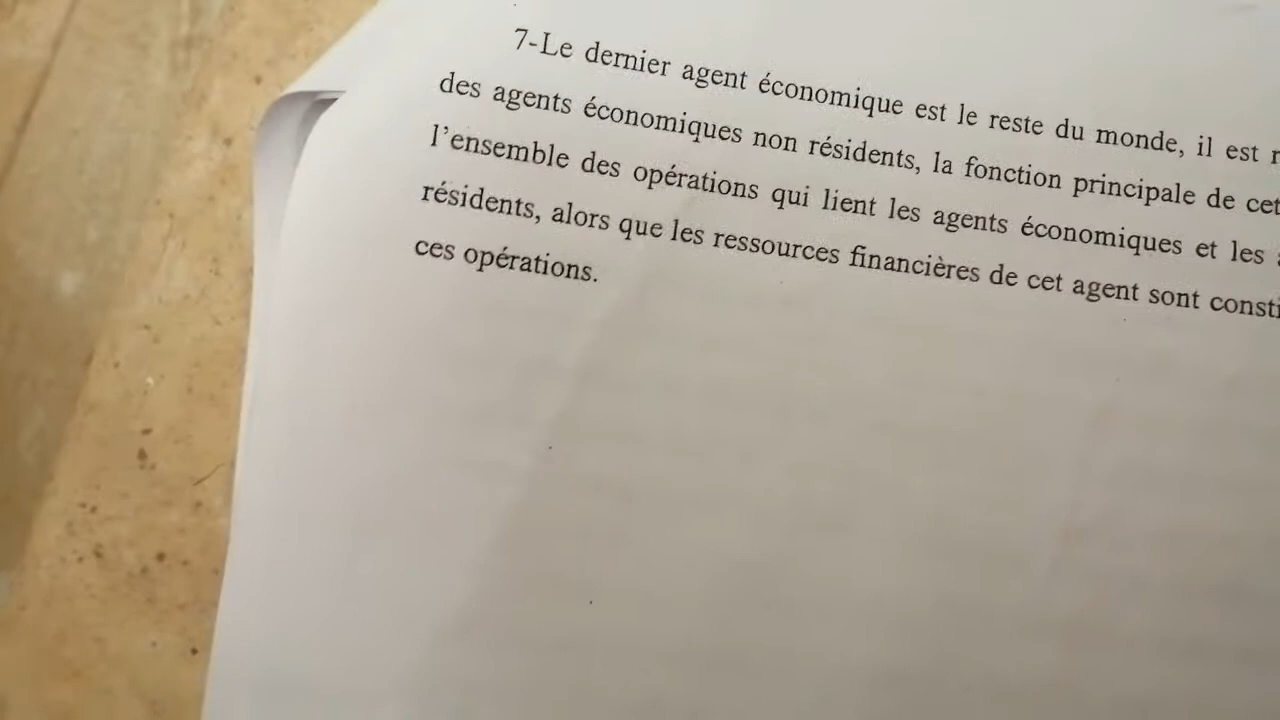 7-Le dernier agent économique est le reste du monde, il est
des agents économiques non résidents, la fonction principale de cet
l'ensemble des opérations qui lient les agents économiques et les
résidents, alors que les ressources financières de cet agent sont
ces opérations.